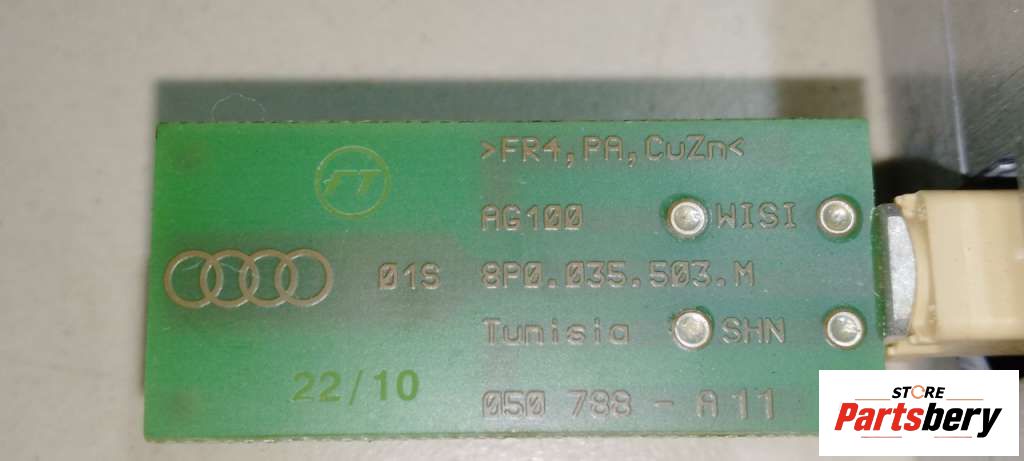 >FR4,PA,CuZn<
AG100 WISI
01S 8P0.035.503.M
Tunisia SHN
22/10
050 788 - A11
STORE
Partsbery